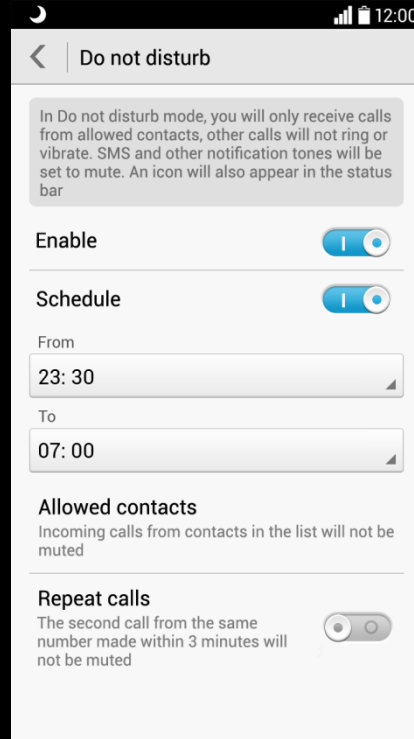 12:00
Do not disturb
In Do not disturb mode, you will only receive calls
from allowed contacts, other calls will not ring or
vibrate. SMS and other notification tones will be
set to mute. An icon will also appear in the status
bar
Enable
Schedule
From
23: 30
To
07: 00
Allowed contacts
Incoming calls from contacts in the list will not be
muted
Repeat calls
The second call from the same
number made within 3 minutes will
not be muted